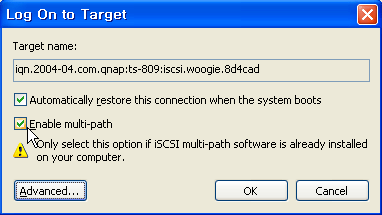 Log On to Target
Target name:
iqn.2004-04.com.qnap:ts-809:iscsi.woogie.8d4cad
Automatically restore this connection when the system boots
Enable multi-path
Only select this option if iSCSI multi-path software is already installed
on your computer.
Advanced...
OK
Cancel